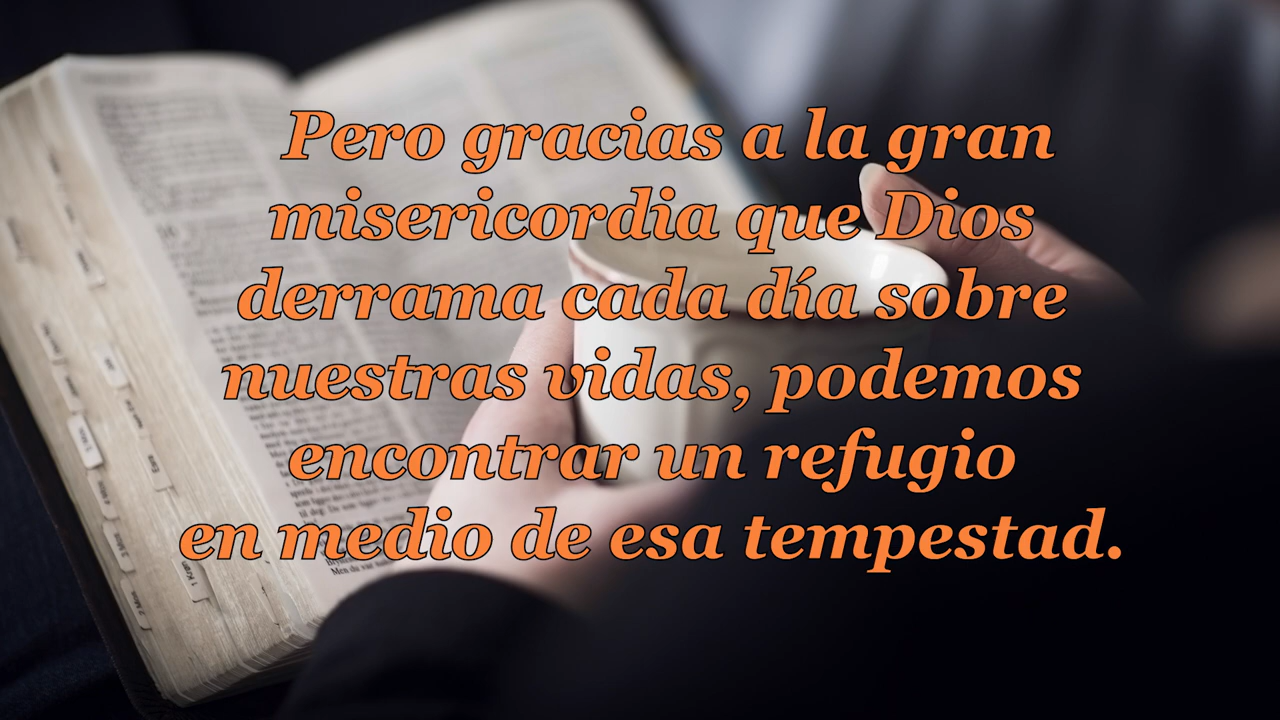 Pero gracias a la gran
misericordia que Dios
derrama cada día sobre
nuestras vidas, podemos
encontrar un refugio
en medio de esa tempestad.